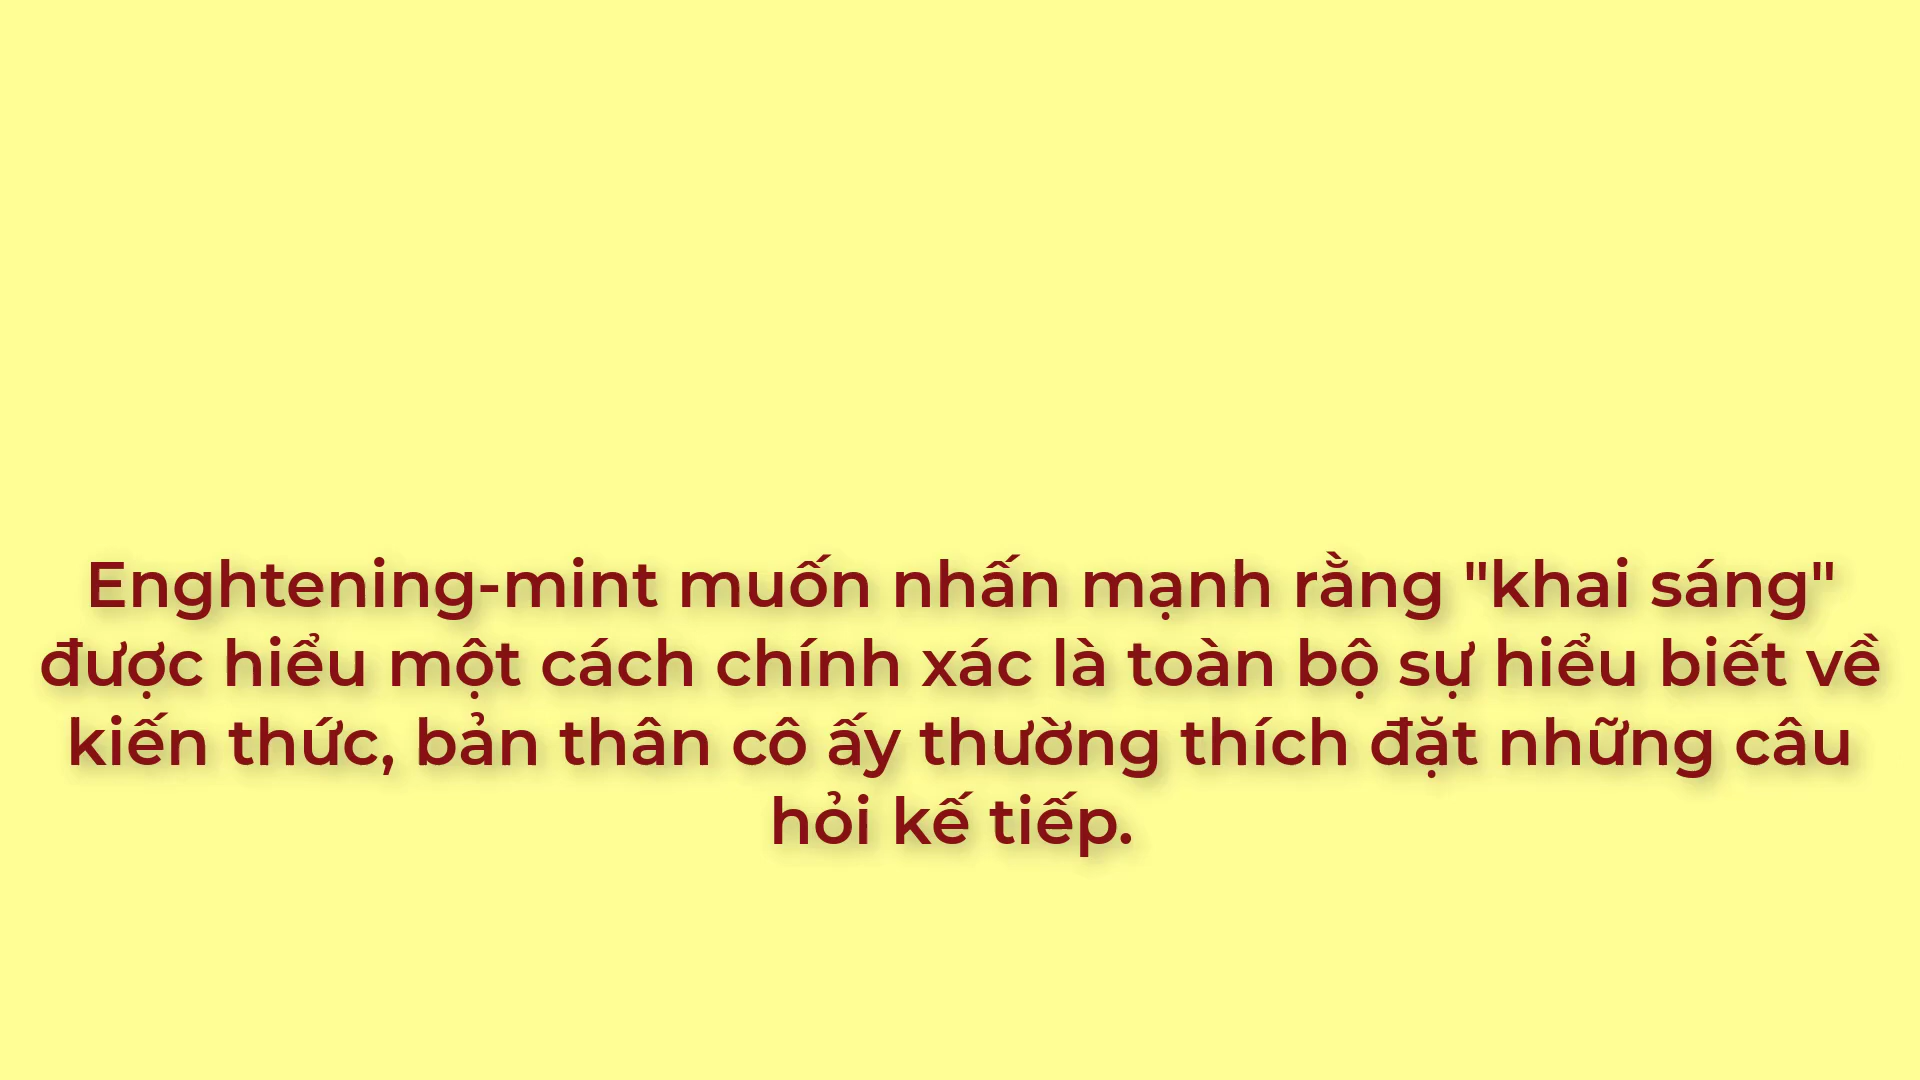 Enghtening-mint muốn nhấn mạnh rằng "khai sáng"
được hiểu một cách chính xác là toàn bộ sự hiểu biết về
kiến thức, bản thân cô ấy thường thích đặt những câu
hỏi kế tiếp.